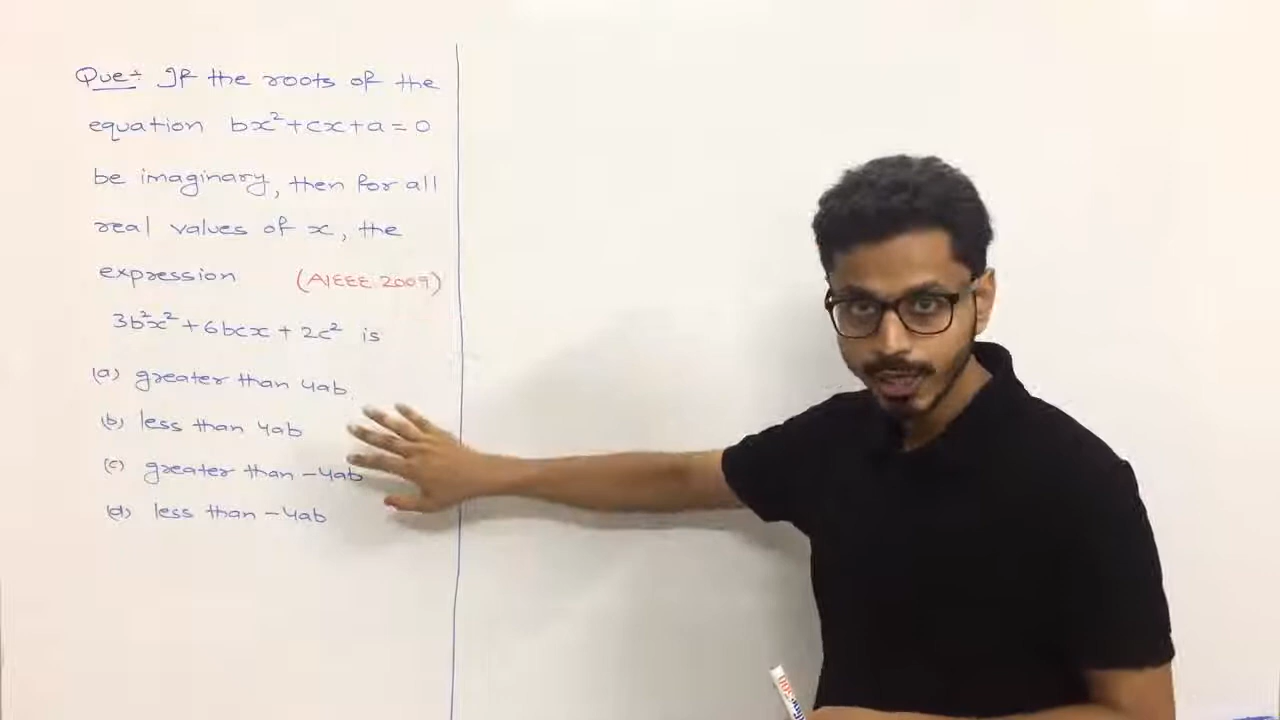 Que:- If the roots of the
equation bx²+cx+a=0
be imaginary, then for all
real values of x, the
expression (AIEEE 2009)
3b²x²+6bcx+2c² is
(a) greater than 4ab.
(b) less than 4ab
(c) greater than -4ab
(d) less than -4ab